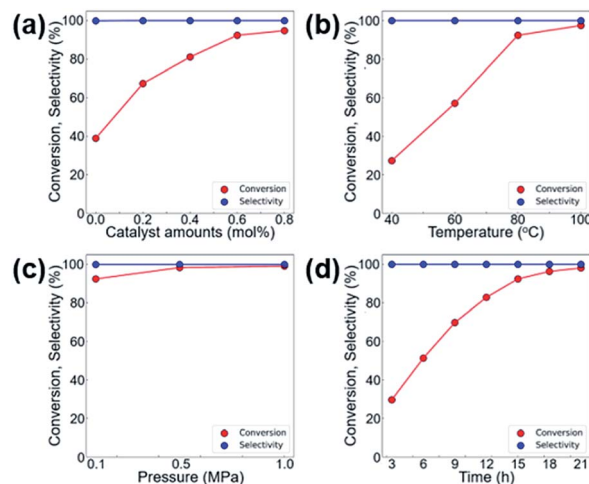 (a)
Conversion, Selectivity (%)
100
80
60
40
20
0
Conversion
Selectivity
0.0 0.2 0.4 0.6 0.8
Catalyst amounts (mol%)
(b)
Conversion, Selectivity (%)
100
80
60
40
20
0
Conversion
Selectivity
40 60 80 100
Temperature (°C)
(c)
Conversion, Selectivity (%)
100
80
60
40
20
0
Conversion
Selectivity
0.1 0.5 1.0
Pressure (MPa)
(d)
Conversion, Selectivity (%)
100
80
60
40
20
0
Conversion
Selectivity
3 6 9 12 15 18 21
Time (h)